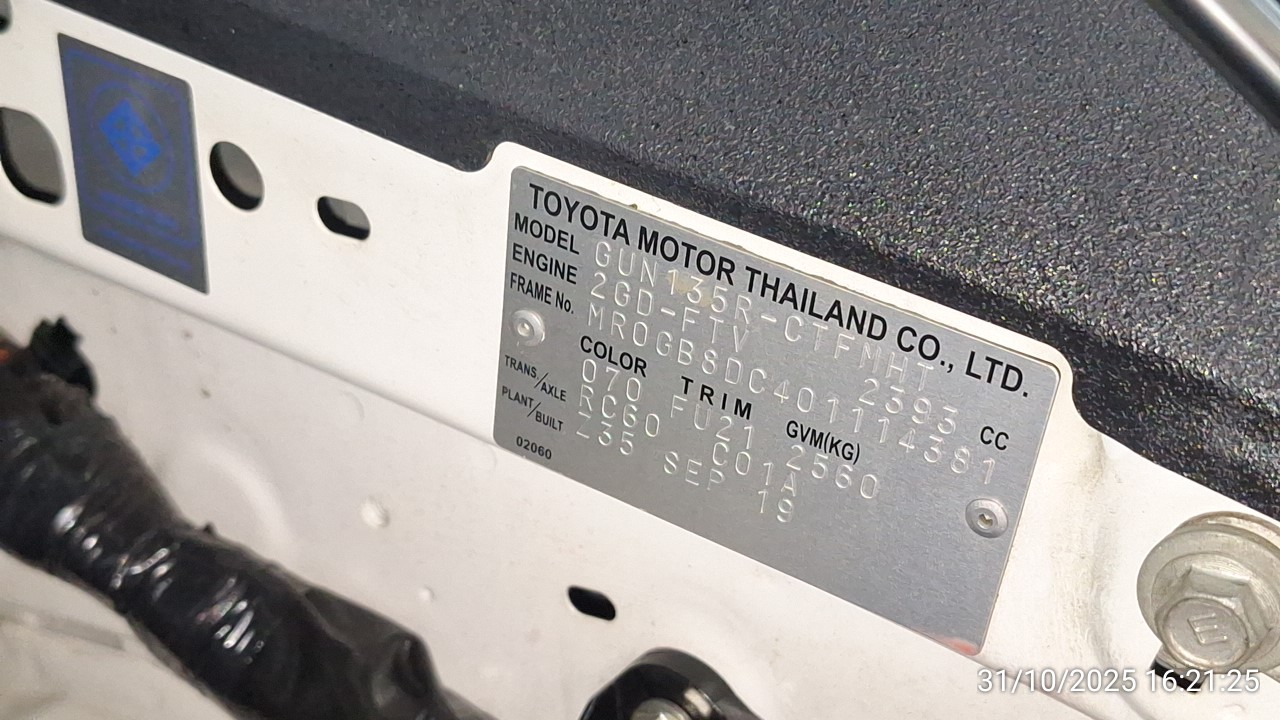 TOYOTA MOTOR THAILAND CO., LTD.
MODEL GUN135R-CTFMHT
ENGINE 2GD-FTV 2393 CC
FRAME No. MR0GB8DC401114381
COLOR TRIM GVM(KG)
070 FU21 2560
TRANS/AXLE RC60 C01A
PLANT/BUILT Z35 SEP 19
02060
31/10/2025 16:21:25